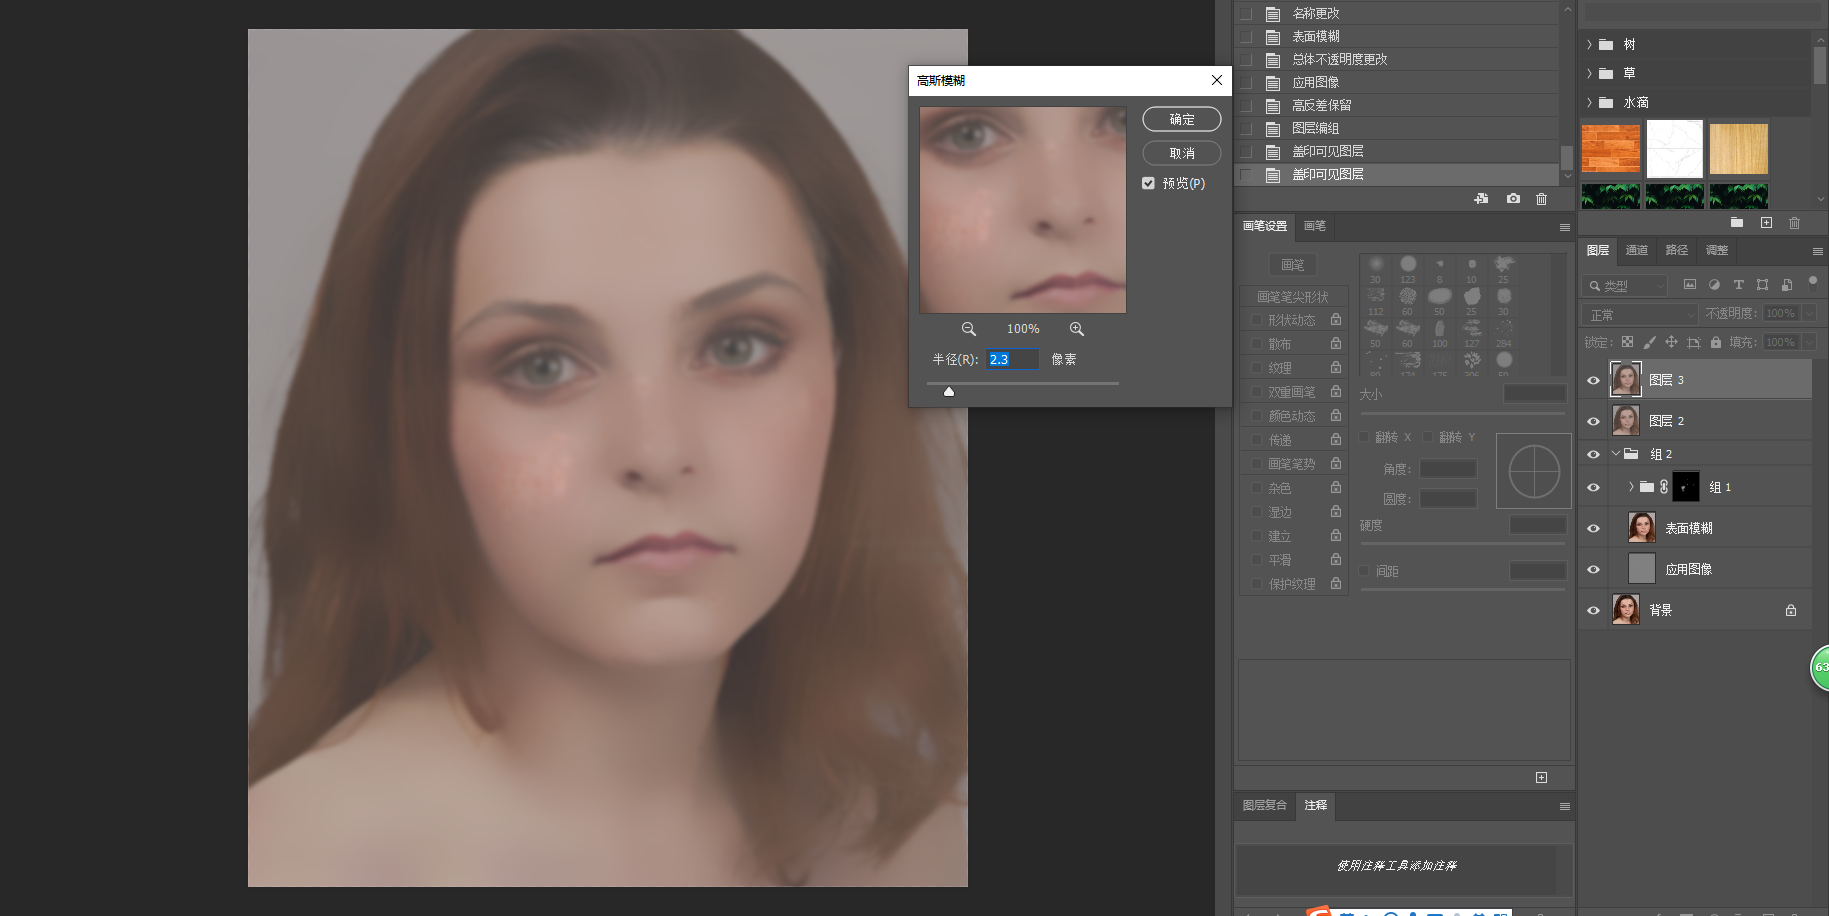 高斯模糊
确定
取消
预览(P)
100%
半径(R): 2.3 像素
名称更改
表面模糊
总体不透明度更改
应用图像
高反差保留
图层编组
盖印可见图层
盖印可见图层
画笔设置 画笔
画笔
画笔笔尖形状
形状动态
散布
纹理
双重画笔
颜色动态
传递
画笔笔势
杂色
湿边
建立
平滑
保护纹理
30 123 8 10 25
112 60 50 25 30
50 60 100 127 284
大小
翻转 X 翻转 Y
角度:
圆度:
硬度
间距
图层复合 注释
使用注释工具添加注释
树
草
水滴
图层 通道 路径 调整
类型
正常 不透明度: 100%
锁定: 填充: 100%
图层 3
图层 2
组 2
组 1
表面模糊
应用图像
背景
63